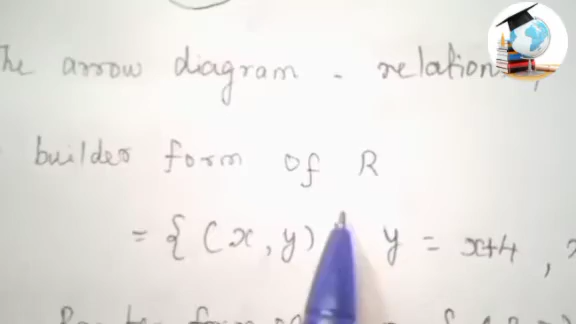 The arrow diagram - relation
builder form of R
= { (x, y) y = x+4 ,